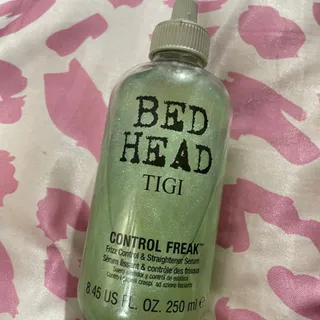 BED
HEAD
TIGI
CONTROL FREAK™
Frizz Control & Straightener Serum
Sérum lissant & contrôle des frisures
8.45 US FL. OZ. 250 ml e